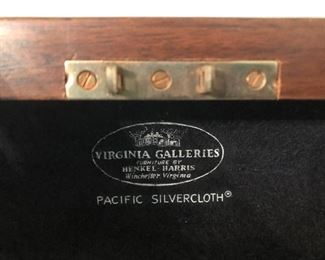 VIRGINIA GALLERIES
FURNITURE BY
HENKEL-HARRIS
Winchester Virginia
PACIFIC SILVERCLOTH®